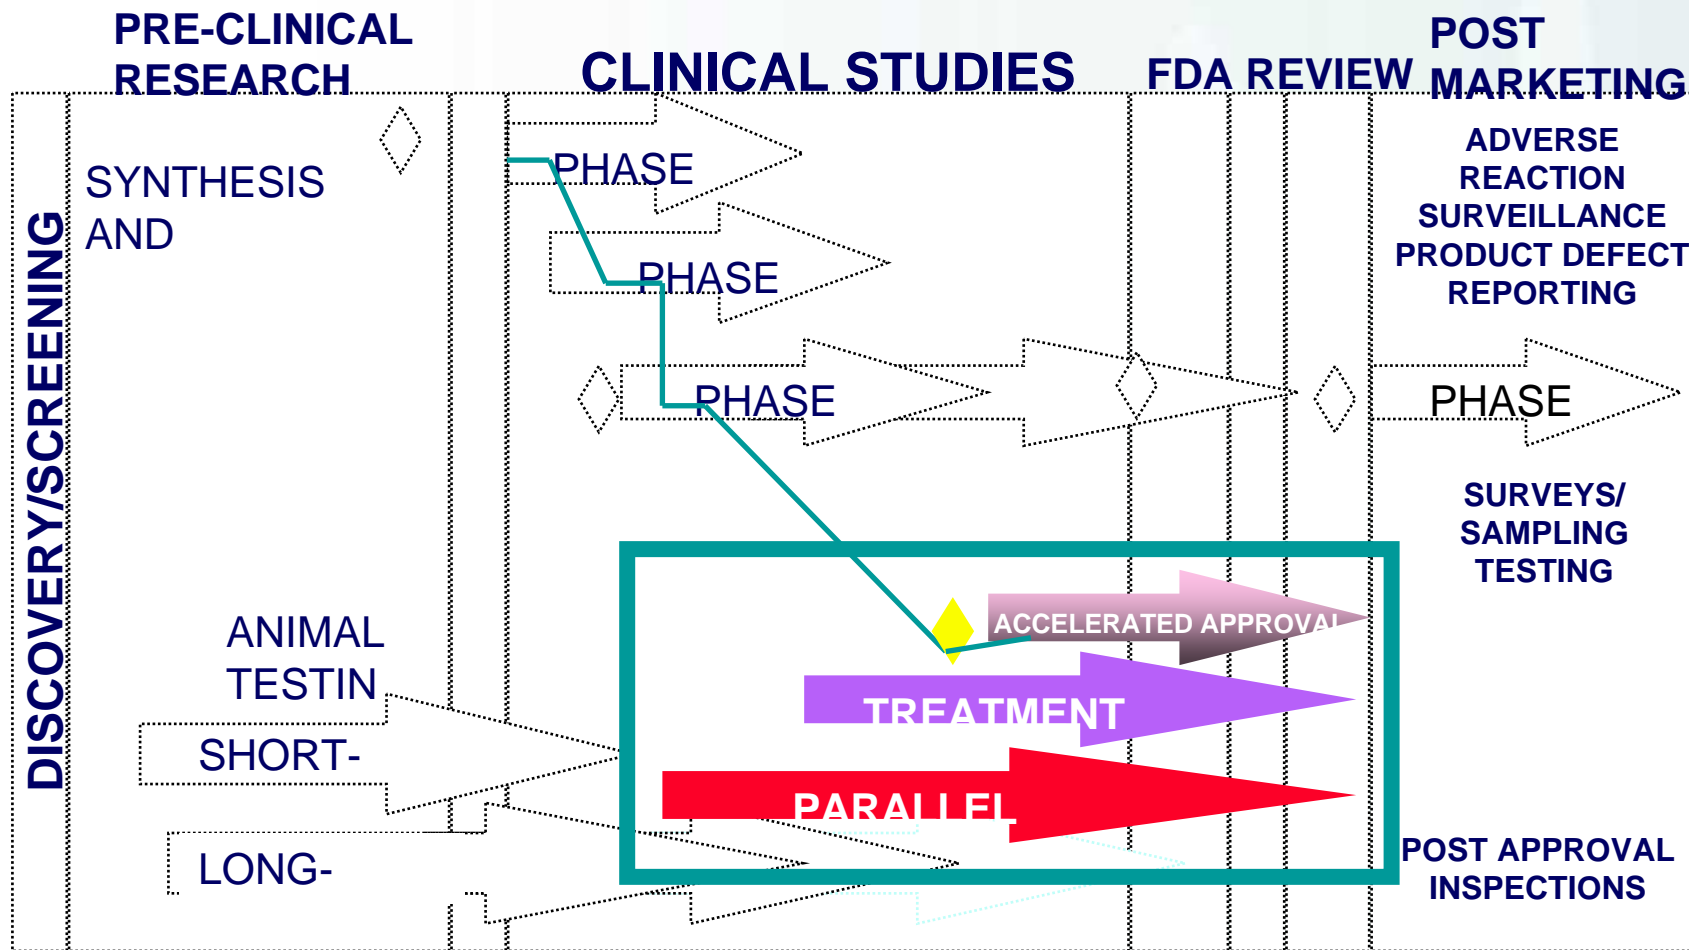 PRE-CLINICAL
RESEARCH
CLINICAL STUDIES
FDA REVIEW
POST
MARKETING
DISCOVERY/SCREENING
SYNTHESIS
AND
PHASE
PHASE
PHASE
PHASE
ADVERSE
REACTION
SURVEILLANCE
PRODUCT DEFECT
REPORTING
SURVEYS/
SAMPLING
TESTING
ANIMAL
TESTIN
SHORT-
LONG-
ACCELERATED APPROVAL
TREATMENT
PARALLEL
POST APPROVAL
INSPECTIONS